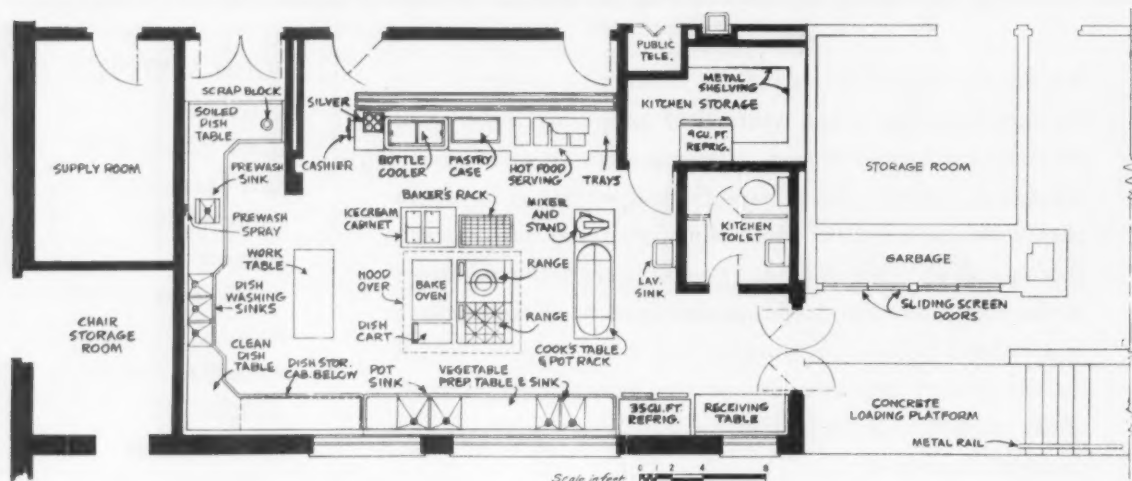 PUBLIC
TELE.
SCRAP BLOCK
SOILED
DISH
TABLE
SILVER
METAL
SHELVING
KITCHEN STORAGE
9 CU. FT.
REFRIG.
CASHIER
BOTTLE
COOLER
PASTRY
CASE
HOT FOOD
SERVING
TRAYS
SUPPLY ROOM
PREWASH
SINK
STORAGE ROOM
BAKER'S RACK
ICECREAM
CABINET
MIXER
AND
STAND
PREWASH
SPRAY
KITCHEN
TOILET
WORK
TABLE
HOOD
OVER
BAKE
OVEN
RANGE
LAV.
SINK
GARBAGE
DISH
WASHING
SINKS
RANGE
SLIDING SCREEN
DOORS
CHAIR
STORAGE
ROOM
DISH
CART
CLEAN
DISH
TABLE
COOK'S TABLE
& POT RACK
DISH STOR.
CAB. BELOW
POT
SINK
VEGETABLE
PREP. TABLE & SINK
35 CU. FT.
REFRIG.
RECEIVING
TABLE
CONCRETE
LOADING PLATFORM
METAL RAIL
Scale in feet
0 1 2 4 8